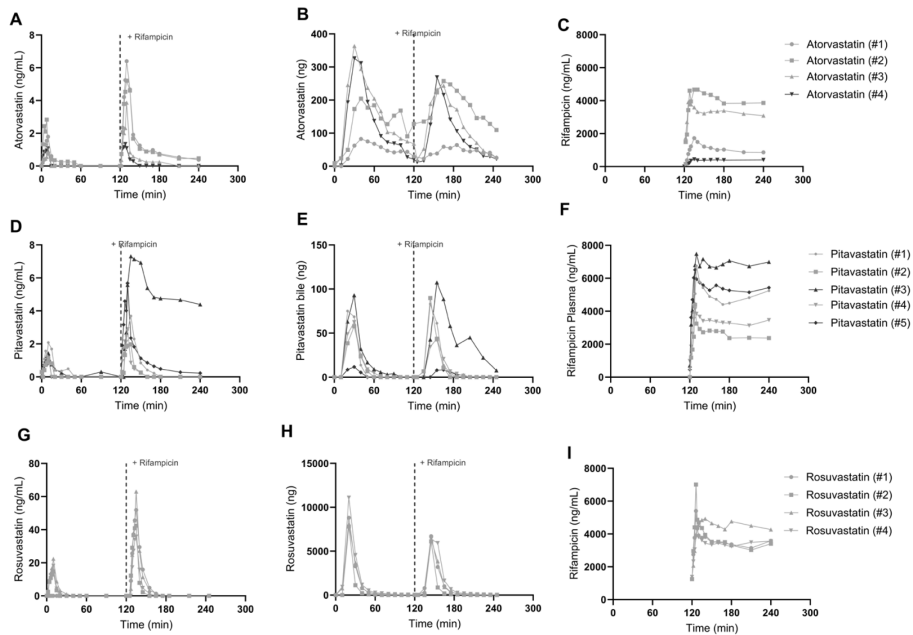 A
+ Rifampicin
Atorvastatin (ng/mL)
8
6
4
2
0
0 60 120 180 240 300
Time (min)
B
+ Rifampicin
Atorvastatin (ng)
400
300
200
100
0
0 60 120 180 240 300
Time (min)
C
Rifampicin (ng/mL)
8000
6000
4000
2000
0
0 60 120 180 240 300
Time (min)
Atorvastatin (#1)
Atorvastatin (#2)
Atorvastatin (#3)
Atorvastatin (#4)
D
+ Rifampicin
Pitavastatin (ng/mL)
8
6
4
2
0
0 60 120 180 240 300
Time (min)
E
+ Rifampicin
Pitavastatin bile (ng)
150
100
50
0
0 60 120 180 240 300
Time (min)
F
Rifampicin Plasma (ng/mL)
8000
6000
4000
2000
0
0 60 120 180 240 300
Time (min)
Pitavastatin (#1)
Pitavastatin (#2)
Pitavastatin (#3)
Pitavastatin (#4)
Pitavastatin (#5)
G
+ Rifampicin
Rosuvastatin (ng/mL)
80
60
40
20
0
0 60 120 180 240 300
Time (min)
H
+ Rifampicin
Rosuvastatin (ng)
15000
10000
5000
0
0 60 120 180 240 300
Time (min)
I
Rifampicin (ng/mL)
8000
6000
4000
2000
0
0 60 120 180 240 300
Time (min)
Rosuvastatin (#1)
Rosuvastatin (#2)
Rosuvastatin (#3)
Rosuvastatin (#4)